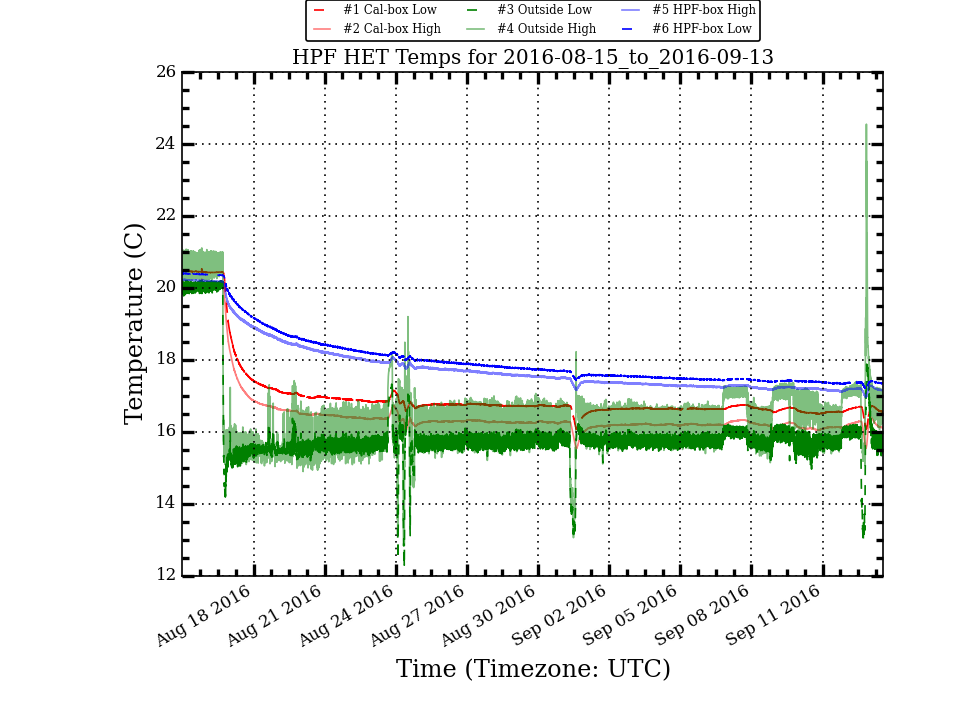 #1 Cal-box Low #3 Outside Low #5 HPF-box High
#2 Cal-box High #4 Outside High #6 HPF-box Low
HPF HET Temps for 2016-08-15_to_2016-09-13
26
24
22
20
18
16
14
12
Temperature (C)
Aug 18 2016 Aug 21 2016 Aug 24 2016 Aug 27 2016 Aug 30 2016 Sep 02 2016 Sep 05 2016 Sep 08 2016 Sep 11 2016
Time (Timezone: UTC)